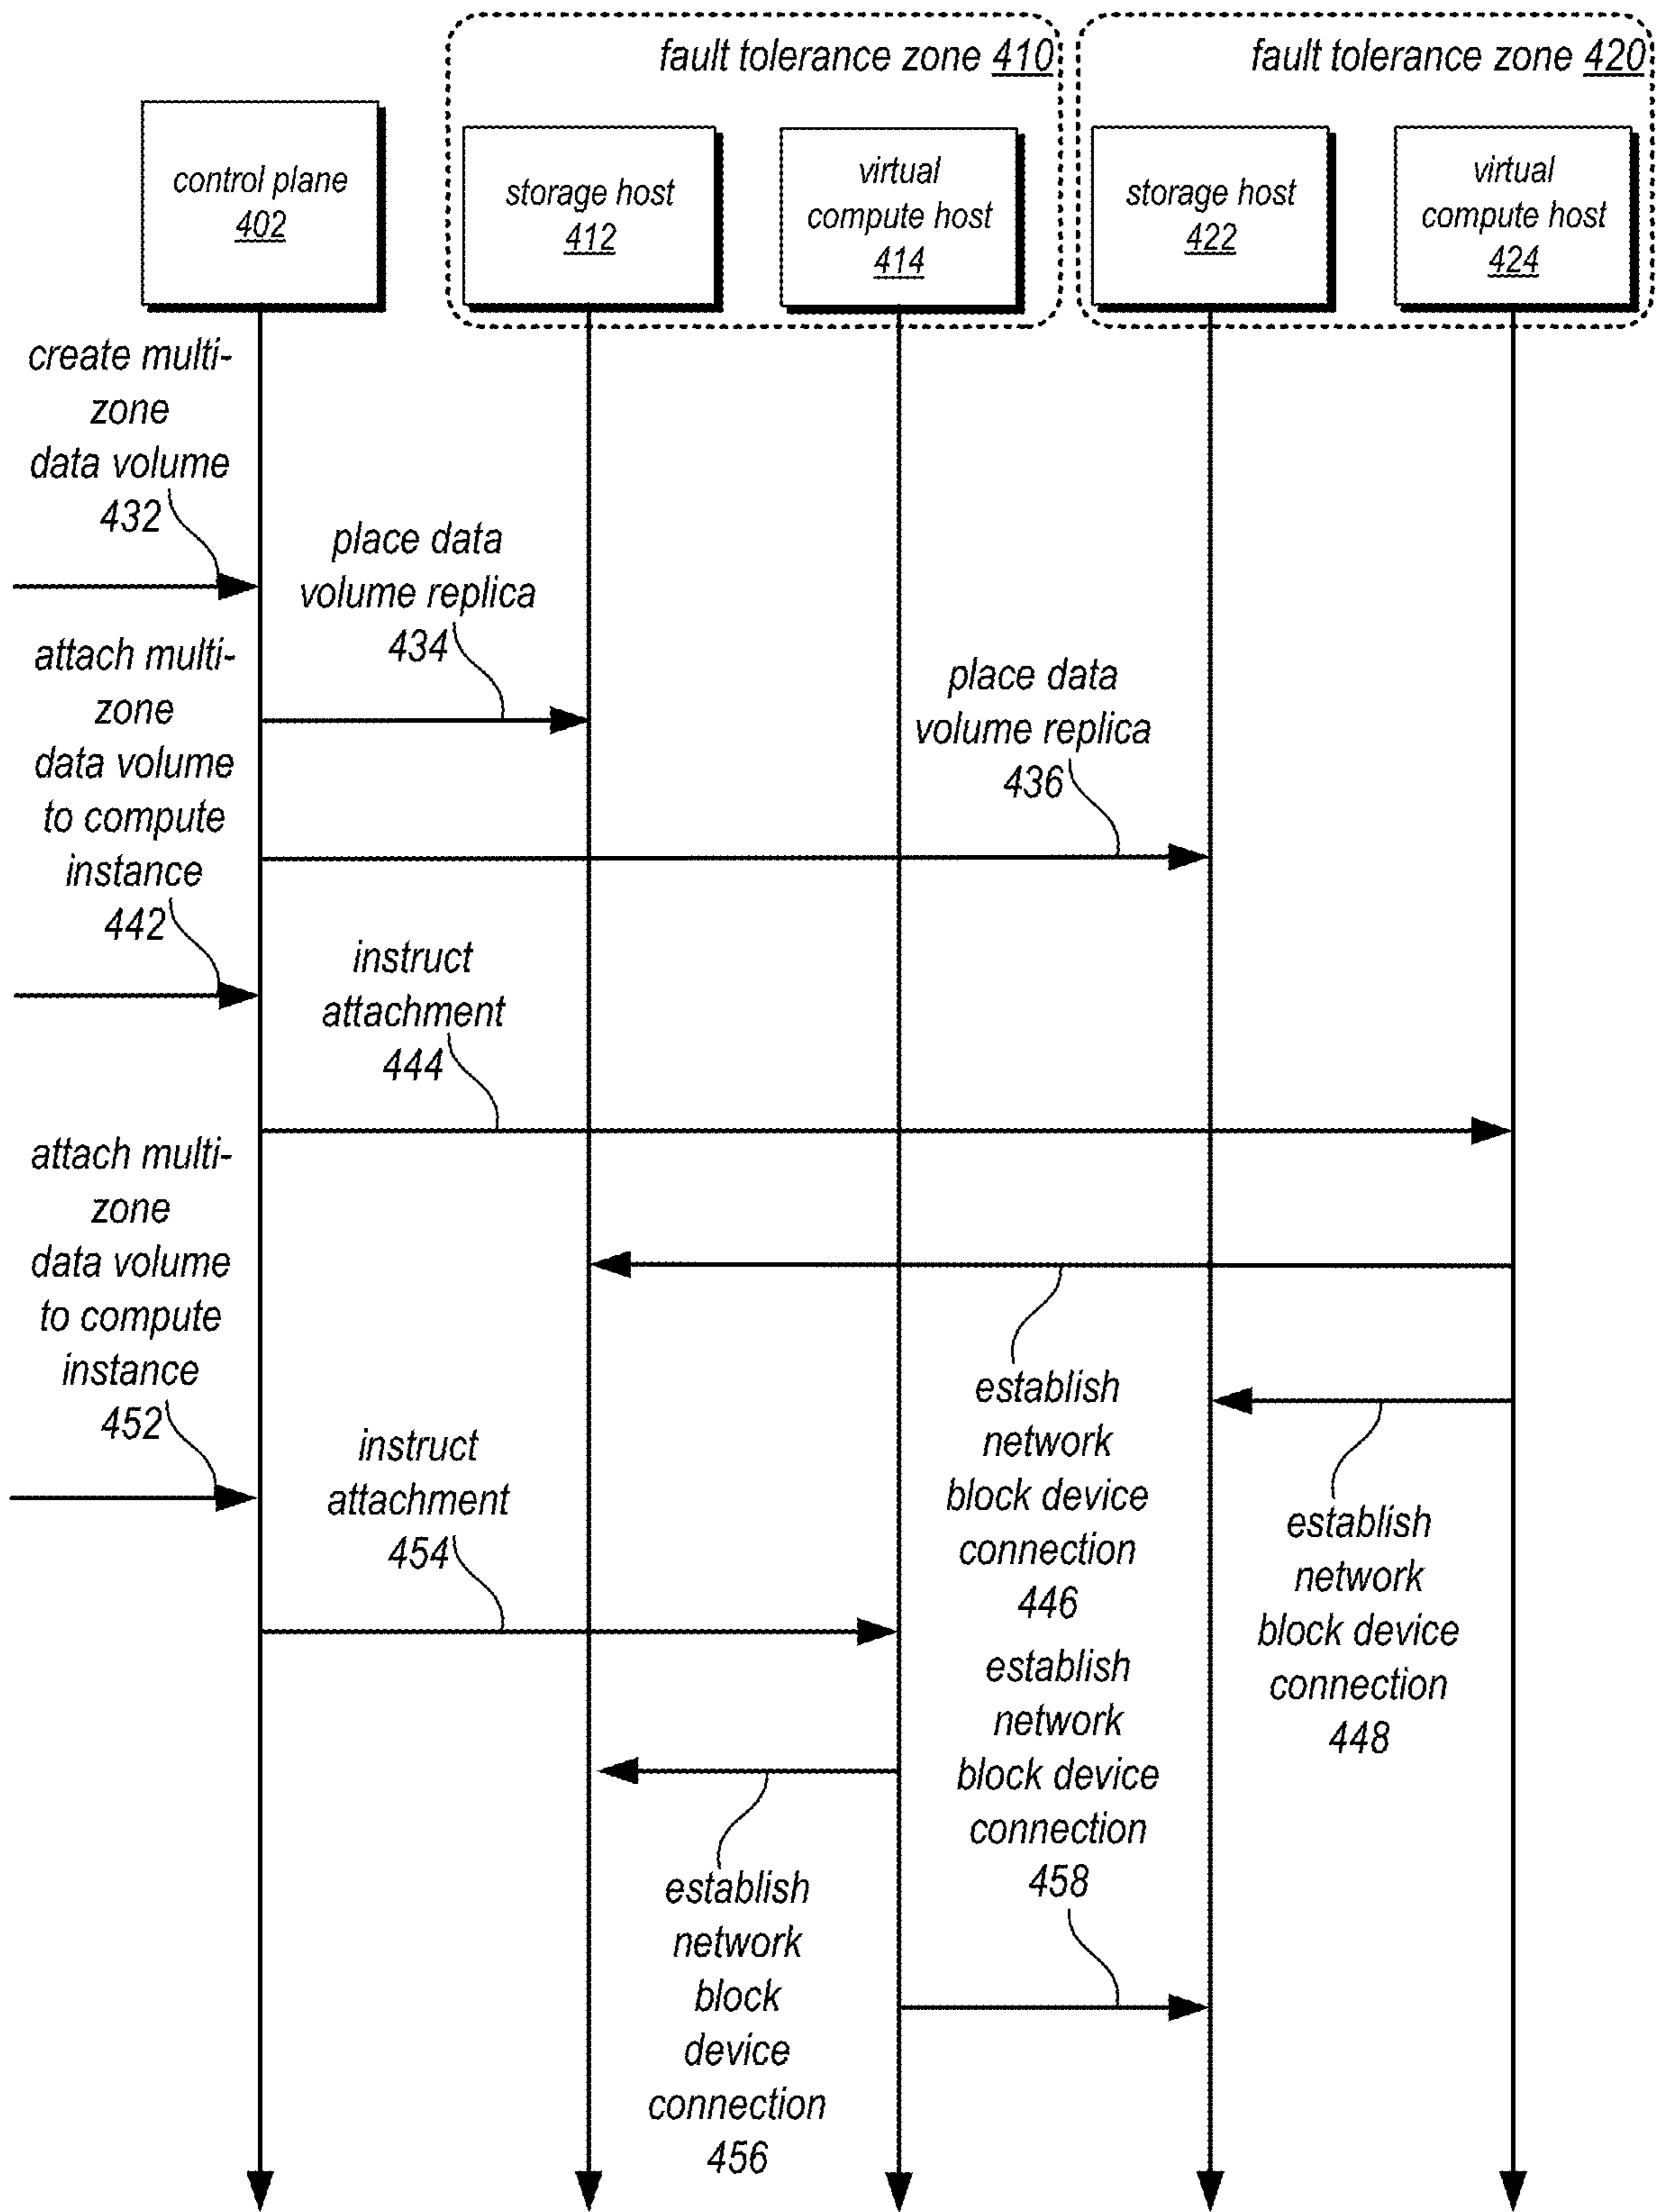 fault tolerance zone 410
fault tolerance zone 420
control plane
402
storage host
412
virtual
compute host
414
storage host
422
virtual
compute host
424
create multi-
zone
data volume
432
place data
volume replica
434
attach multi-
zone
data volume
to compute
instance
442
place data
volume replica
436
instruct
attachment
444
attach multi-
zone
data volume
to compute
instance
452
establish
network
block device
connection
446
instruct
attachment
454
establish
network
block device
connection
448
establish
network
block device
connection
458
establish
network
block
device
connection
456